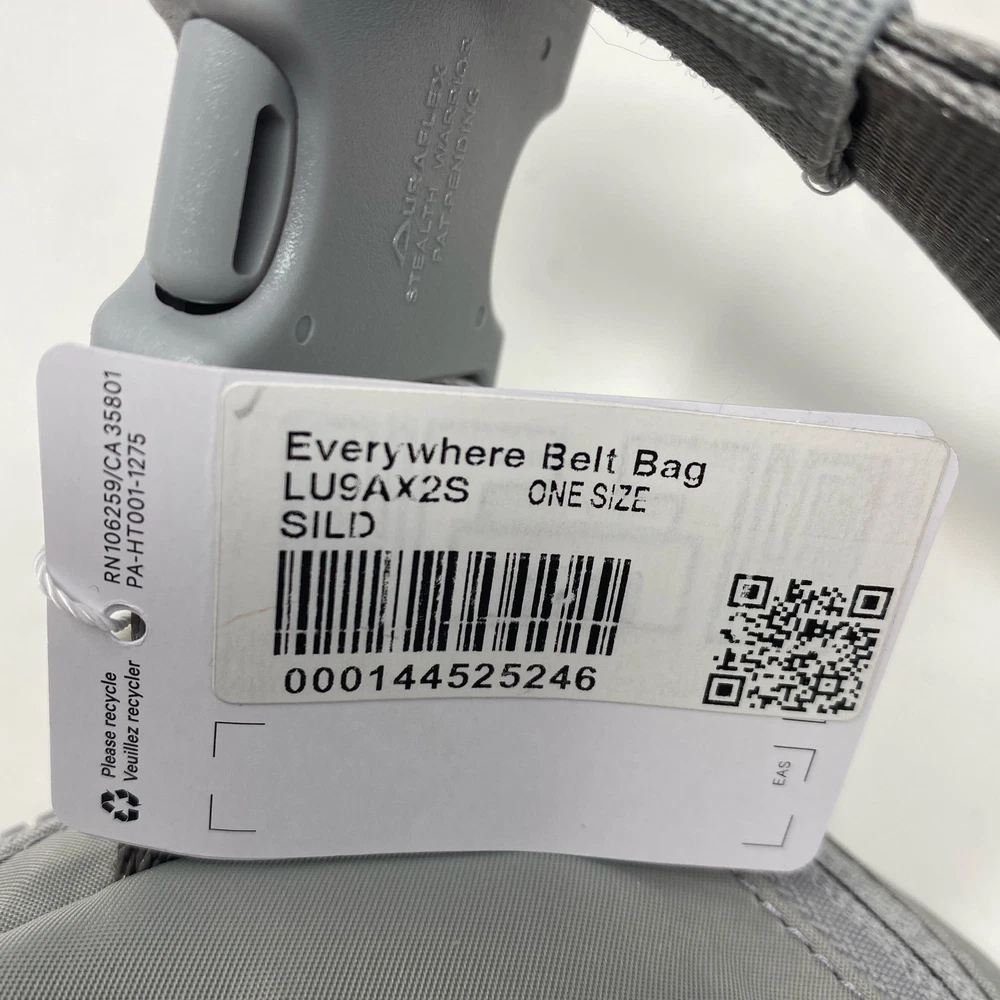 DURAFLEX
STEALTH WARRIOR
PAT PENDING
RN106259/CA 35801
PA-HT001-1275
Please recycle
Veuillez recycler
Everywhere Belt Bag
LU9AX2S ONE SIZE
SILD
000144525246
EAS